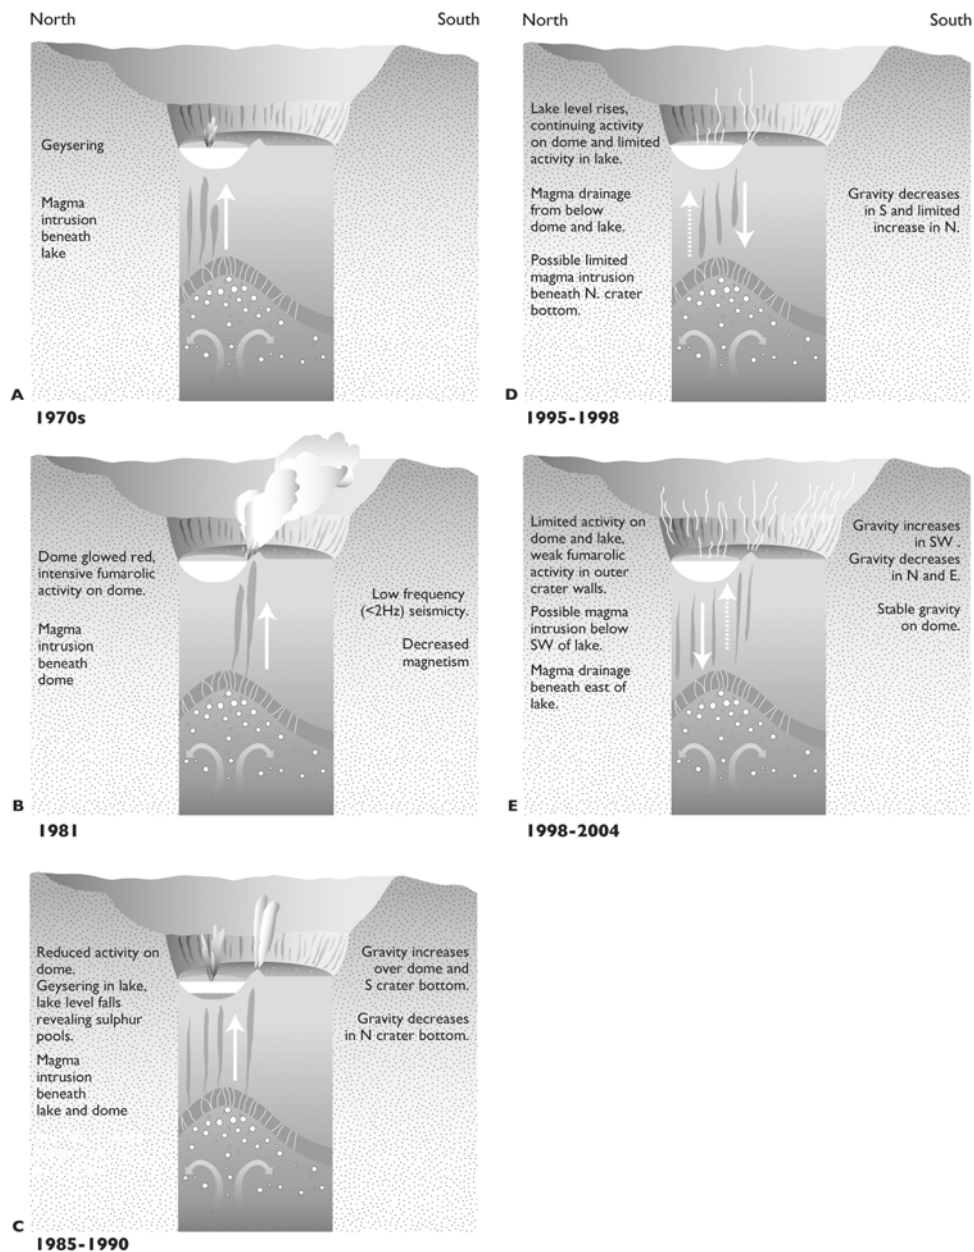 North
South
Geysering
Magma
intrusion
beneath
lake
A
1970s
Dome glowed red,
intensive fumarolic
activity on dome.
Magma
intrusion
beneath
dome
Low frequency
(<2Hz) seismicty.
Decreased
magnetism
B
1981
Reduced activity on
dome.
Geysering in lake,
lake level falls
revealing sulphur
pools.
Magma
intrusion
beneath
lake and dome
Gravity increases
over dome and
S crater bottom.
Gravity decreases
in N crater bottom.
C
1985-1990
North
South
Lake level rises,
continuing activity
on dome and limited
activity in lake.
Magma drainage
from below
dome and lake.
Possible limited
magma intrusion
beneath N. crater
bottom.
Gravity decreases
in S and limited
increase in N.
D
1995-1998
Limited activity on
dome and lake,
weak fumarolic
activity in outer
crater walls.
Possible magma
intrusion below
SW of lake.
Magma drainage
beneath east of
lake.
Gravity increases
in SW .
Gravity decreases
in N and E.
Stable gravity
on dome.
E
1998-2004